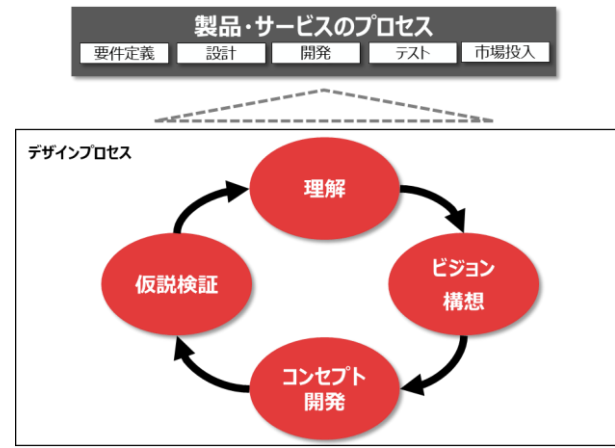 製品・サービスのプロセス
要件定義 設計 開発 テスト 市場投入
デザインプロセス
理解
ビジョン
構想
仮説検証
コンセプト
開発